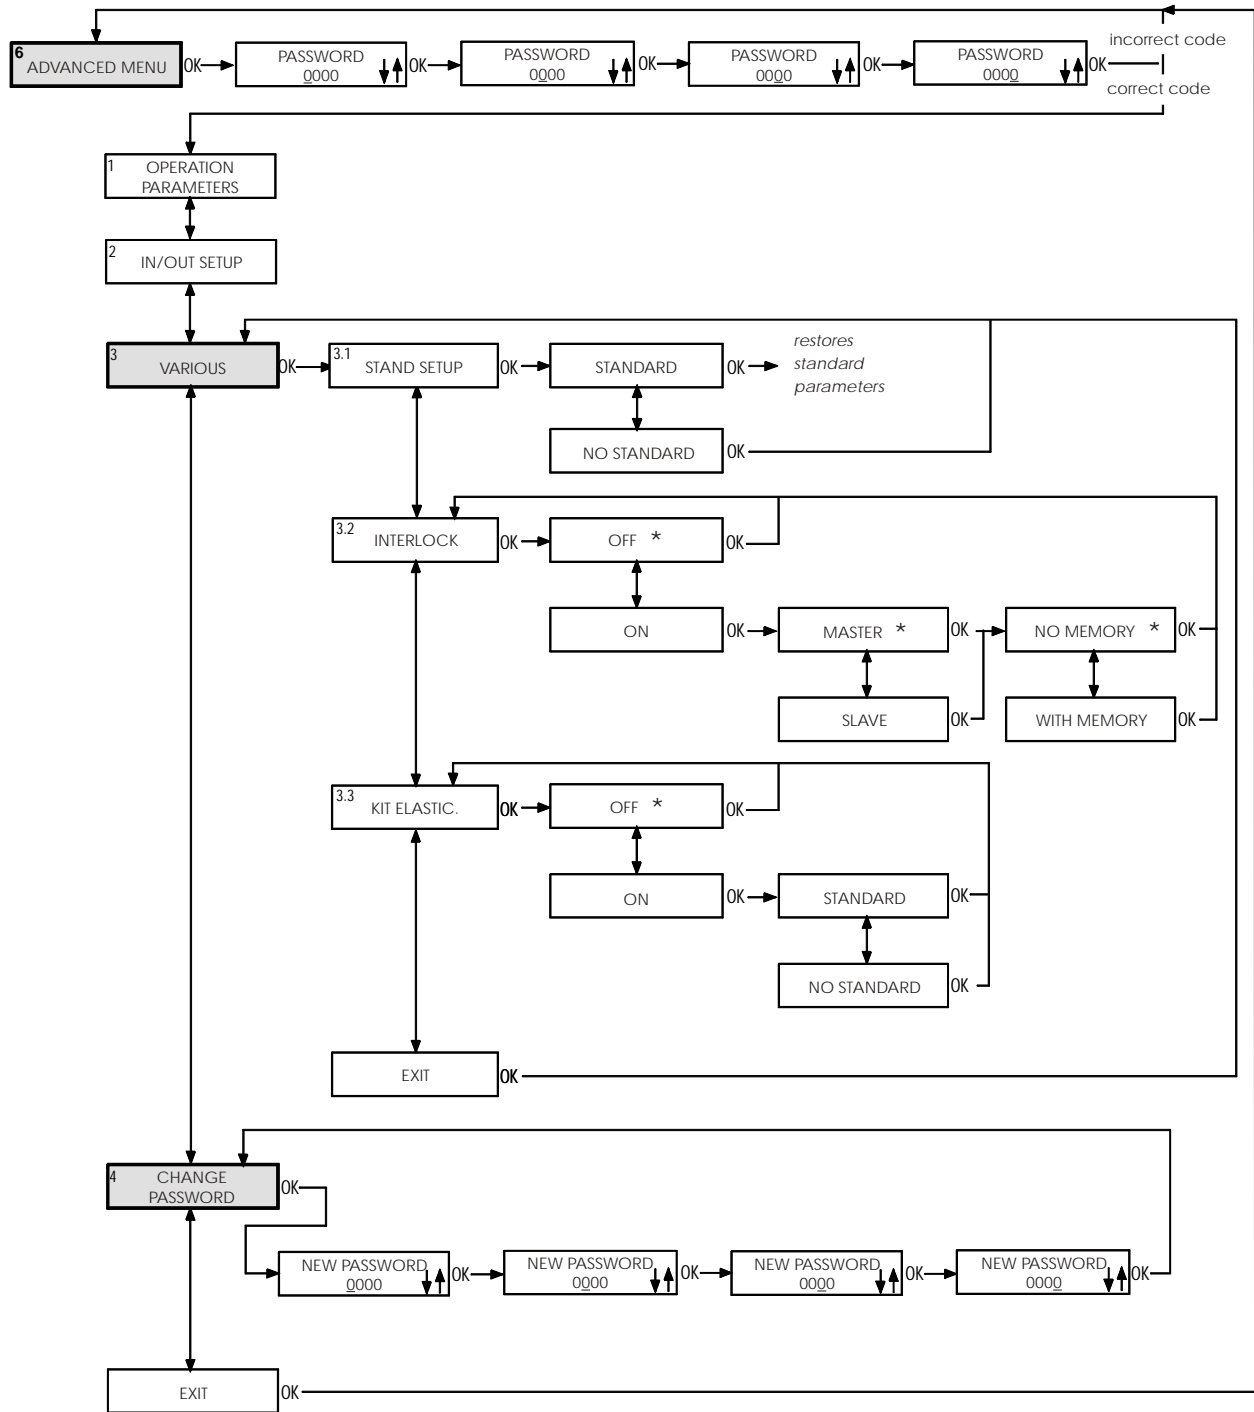 incorrect code
6
ADVANCED MENU
OK
PASSWORD
0000
OK
PASSWORD
0000
OK
PASSWORD
0000
OK
PASSWORD
0000
OK
correct code
1
OPERATION
PARAMETERS
2
IN/OUT SETUP
3
VARIOUS
OK
3.1
STAND SETUP
OK
STANDARD
OK
restores
standard
parameters
NO STANDARD
OK
3.2
INTERLOCK
OK
OFF *
OK
ON
OK
MASTER *
OK
NO MEMORY *
OK
SLAVE
OK
WITH MEMORY
OK
3.3
KIT ELASTIC.
OK
OFF *
OK
ON
OK
STANDARD
OK
NO STANDARD
OK
EXIT
OK
4
CHANGE
PASSWORD
OK
NEW PASSWORD
0000
OK
NEW PASSWORD
0000
OK
NEW PASSWORD
0000
OK
NEW PASSWORD
0000
OK
EXIT
OK